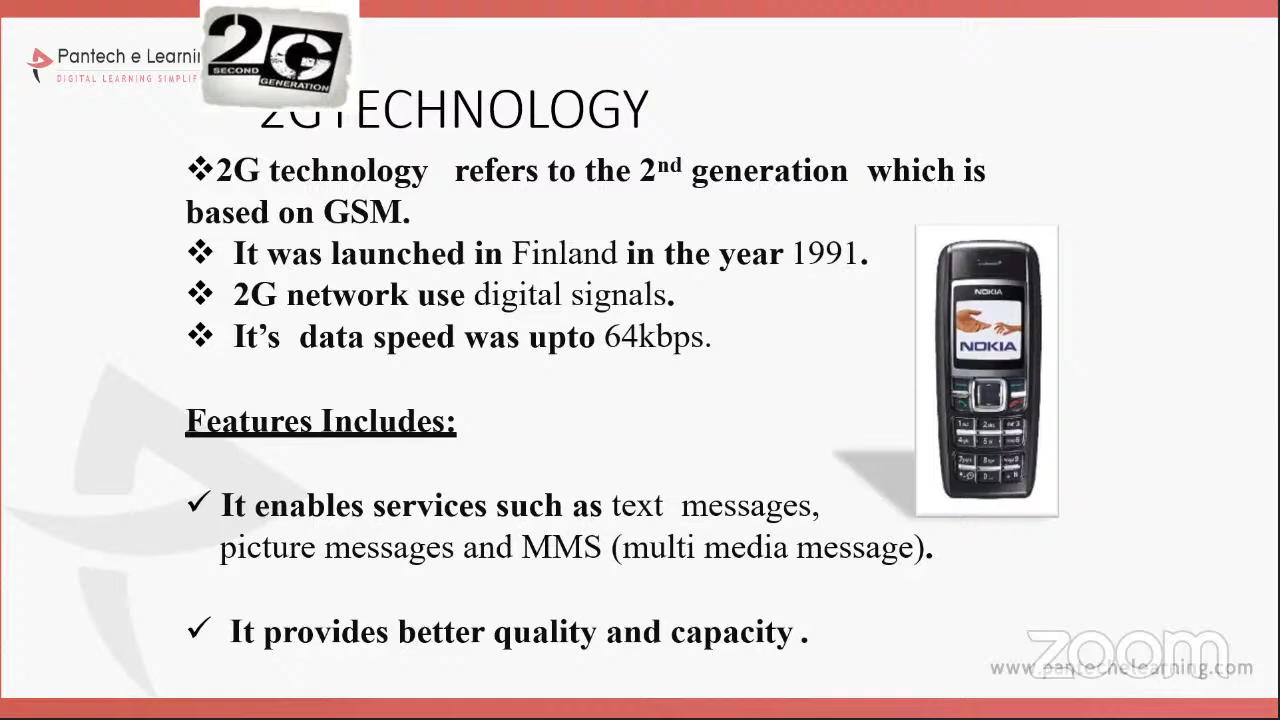 Pantech e Learnin
DIGITAL LEARNING SIMPLIF
2G
SECOND
GENERATION
2GTECHNOLOGY
❖2G technology refers to the 2nd generation which is
based on GSM.
❖ It was launched in Finland in the year 1991.
❖ 2G network use digital signals.
❖ It’s data speed was upto 64kbps.
NOKIA
NOKIA
Features Includes:
✓ It enables services such as text messages,
picture messages and MMS (multi media message).
✓ It provides better quality and capacity .
zoom
www.pantechelearning.com